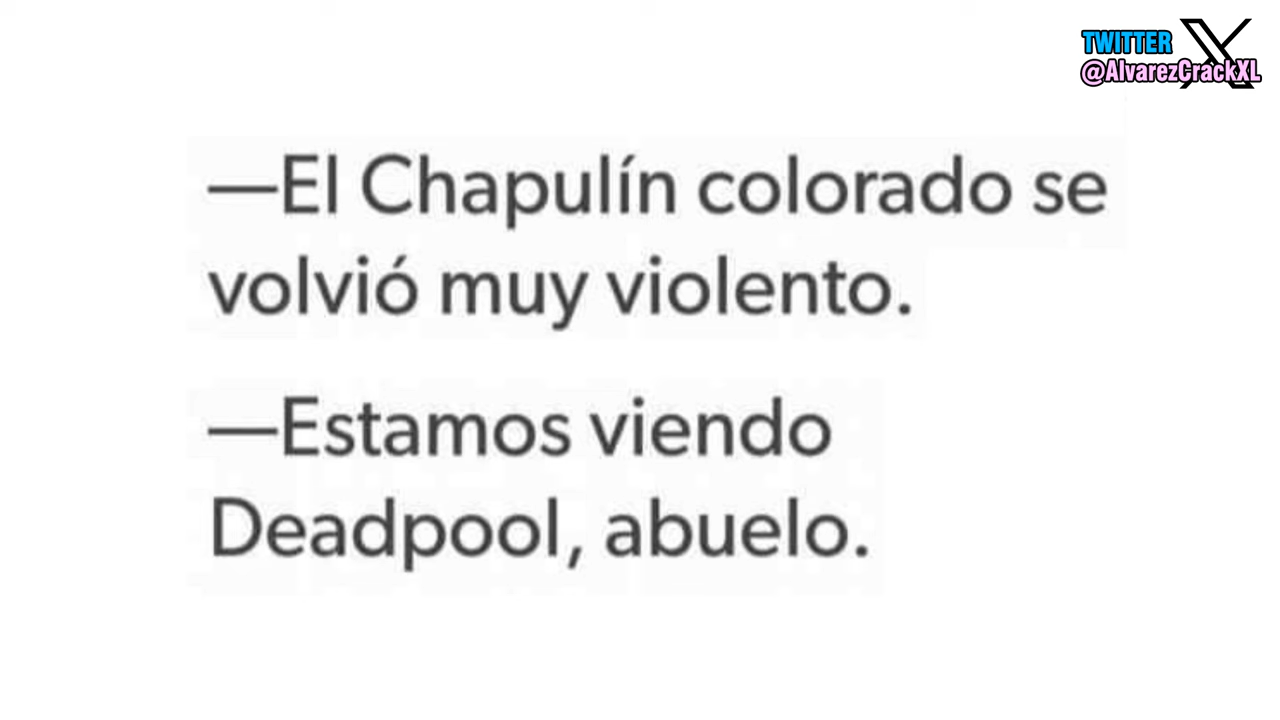 TWITTER
@AlvarezCrackXL
—El Chapulín colorado se
volvió muy violento.
—Estamos viendo
Deadpool, abuelo.